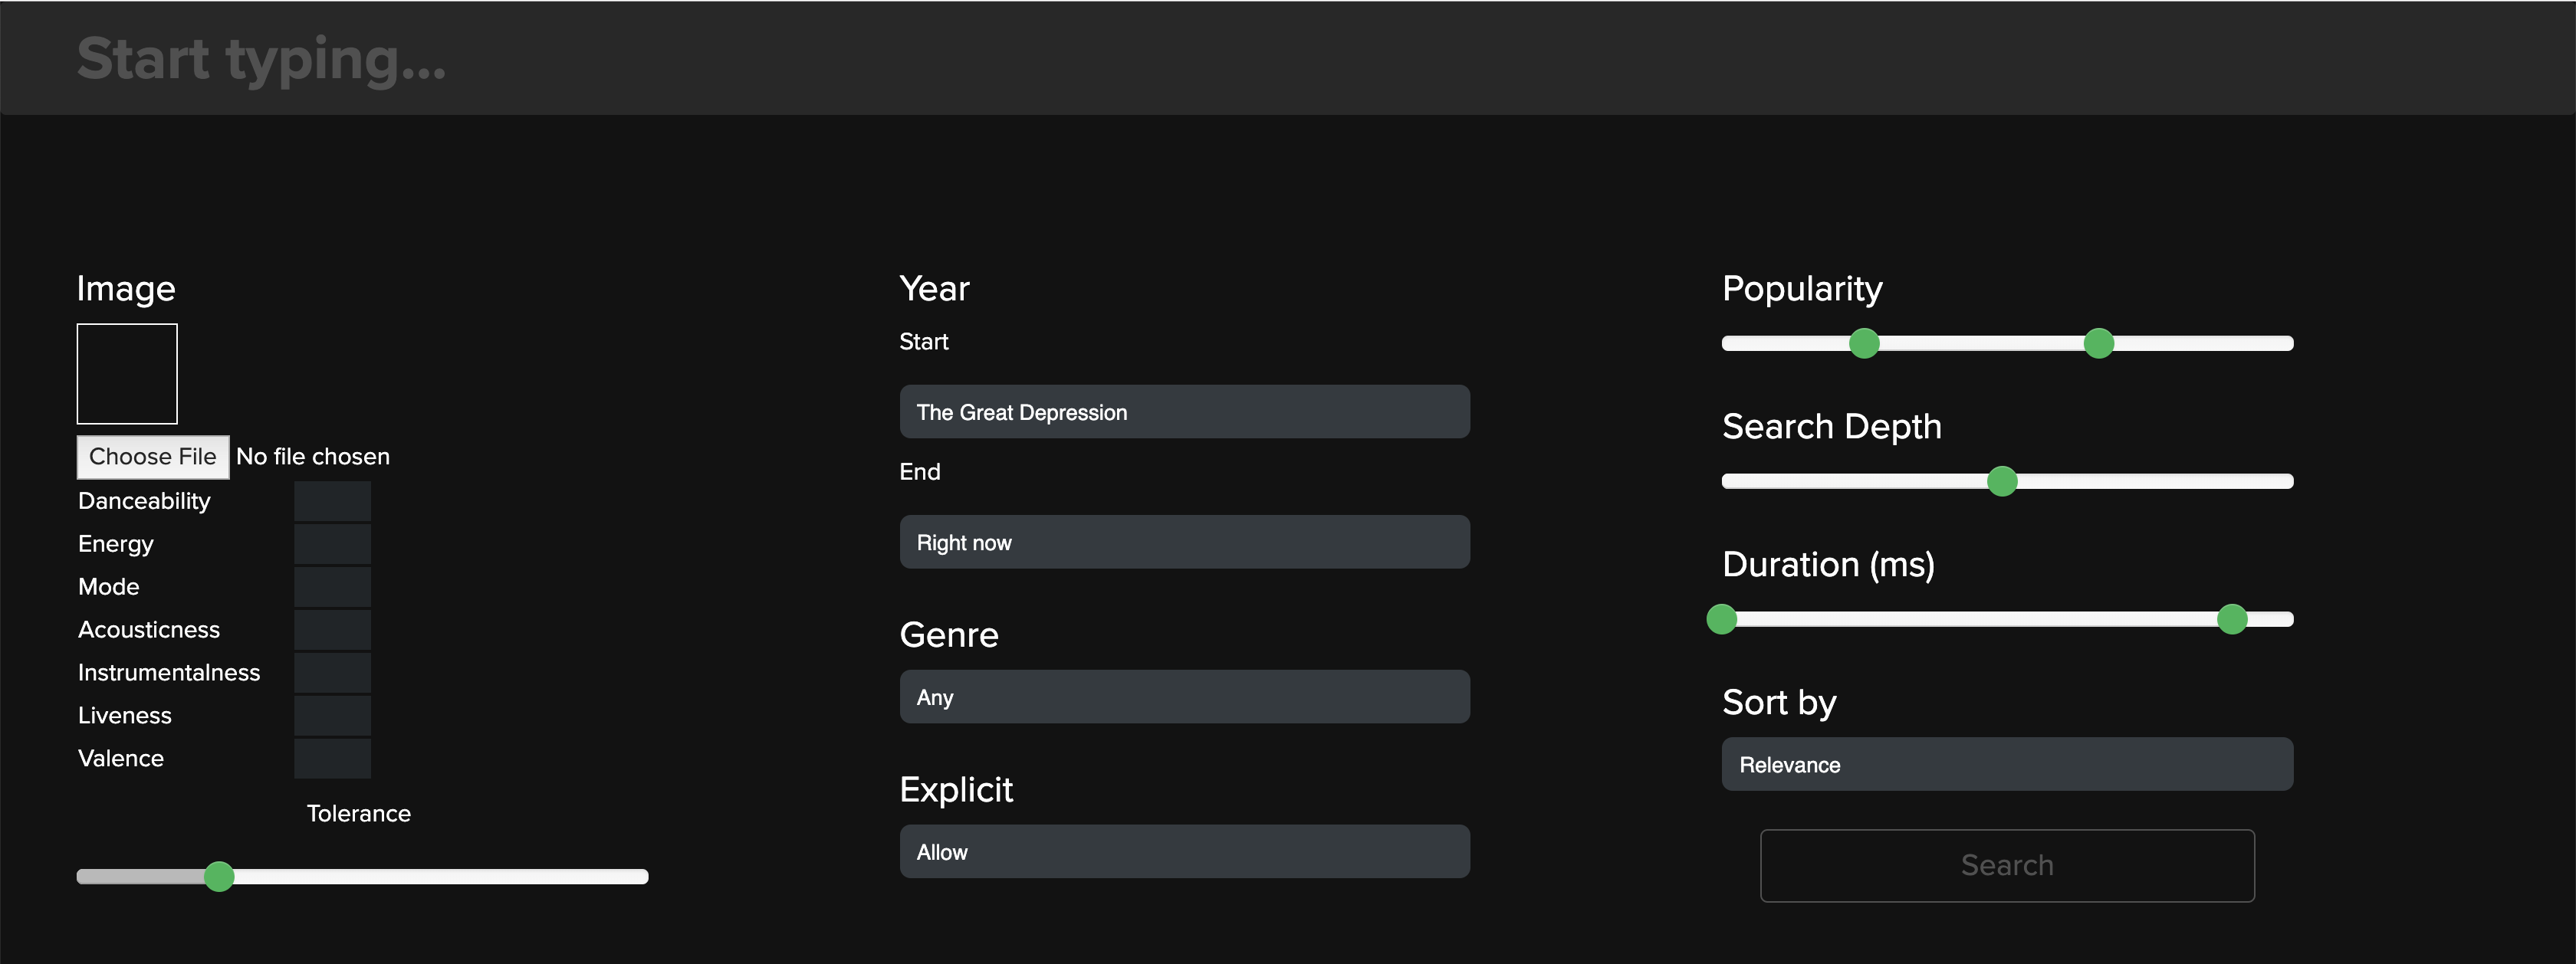 Start typing...
Image
Choose File No file chosen
Danceability
Energy
Mode
Acousticness
Instrumentalness
Liveness
Valence
Tolerance
Year
Start
The Great Depression
End
Right now
Genre
Any
Explicit
Allow
Popularity
Search Depth
Duration (ms)
Sort by
Relevance
Search